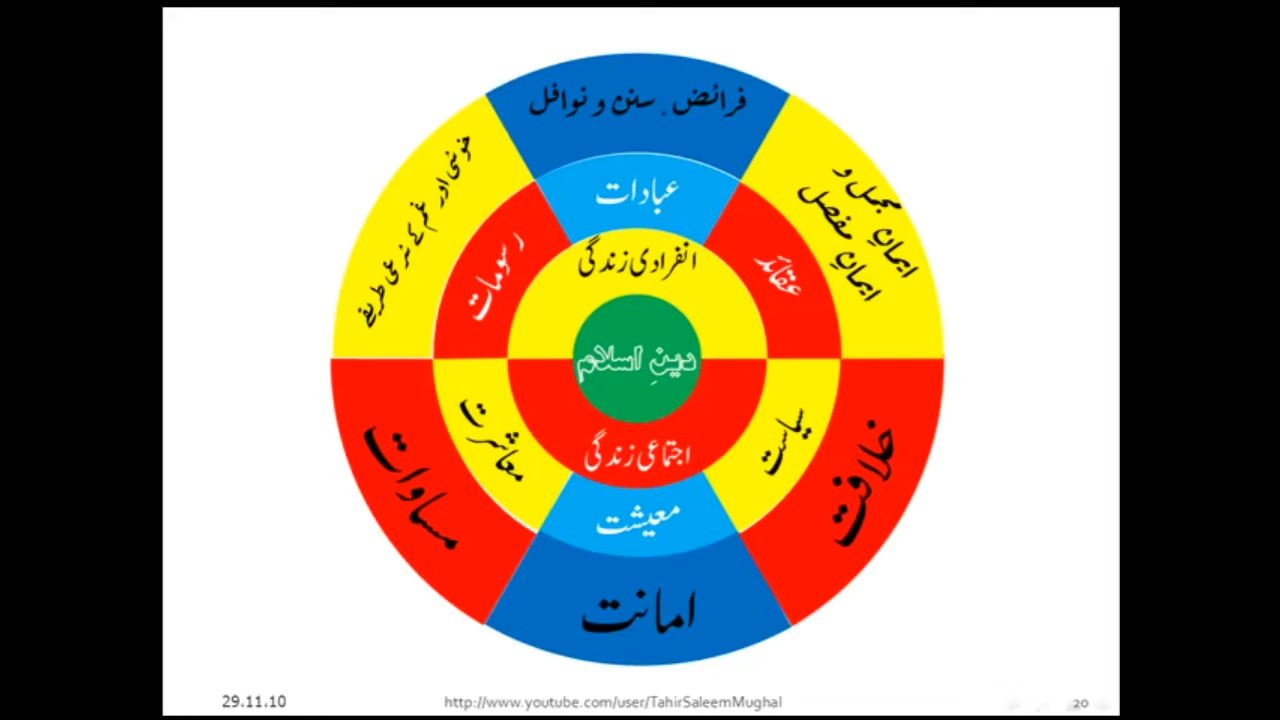 فرائض۔ سنن و نوافل
عبادات
انفرادی زندگی
دینِ اسلام
اجتماعی زندگی
معیشت
امانت
ایمانِ مجمل و
ایمانِ مفصل
عقائد
سیاست
خلافت
خوشی اور غم کے شرعی طریقے
رسومات
معاشرت
مساوات
29.11.10
http://www.youtube.com/user/TahirSaleemMughal
20